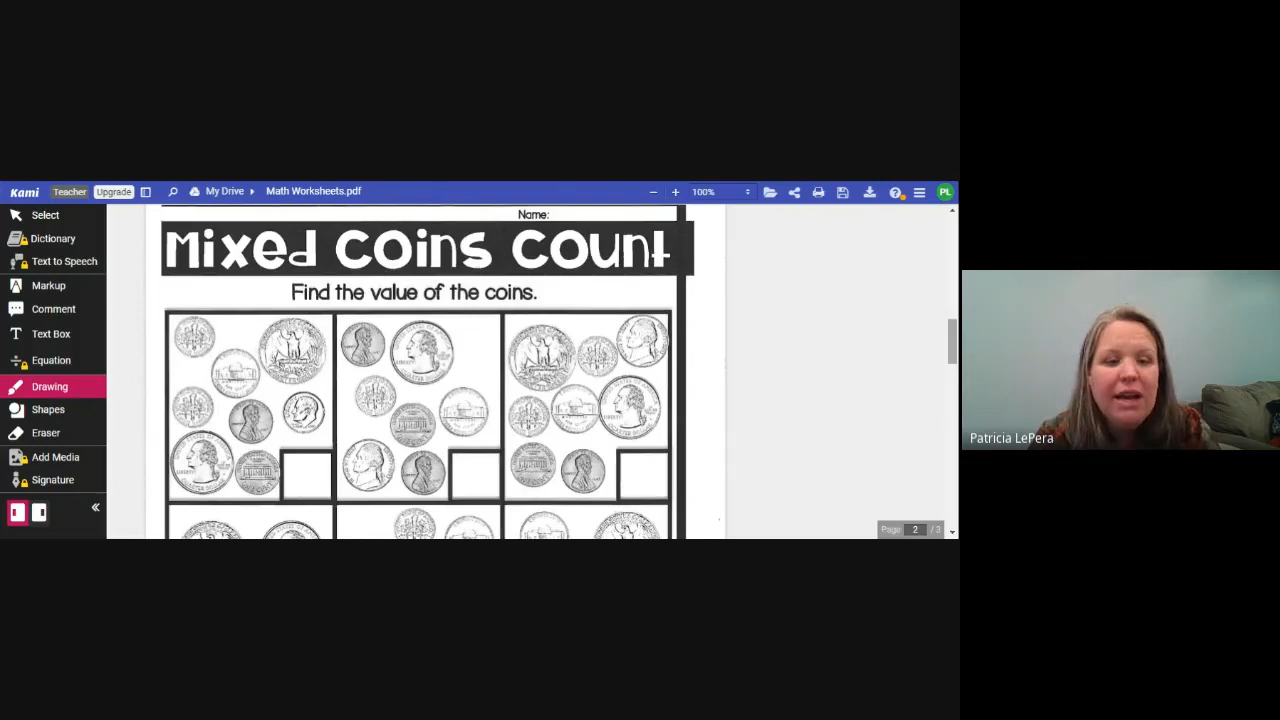 Kami Teacher Upgrade My Drive Math Worksheets.pdf 100% PL
Select
Dictionary
Text to Speech
Markup
Comment
Text Box
Equation
Drawing
Shapes
Eraser
Add Media
Signature
Name:
Mixed Coins Count
Find the value of the coins.
Page 2 / 3
Patricia LePera